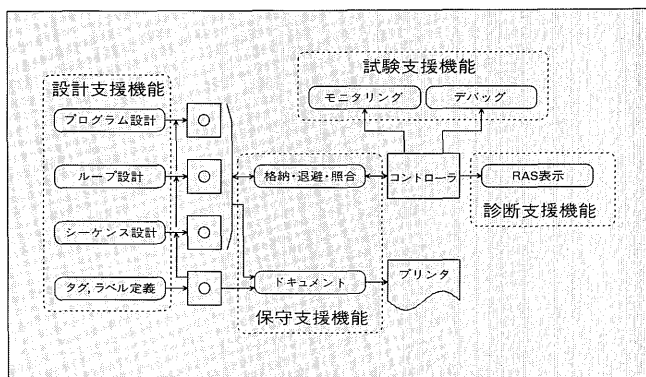 試験支援機能
モニタリング
デバッグ
設計支援機能
プログラム設計
ループ設計
シーケンス設計
タグ,ラベル定義
格納・退避・照合
コントローラ
RAS表示
診断支援機能
ドキュメント
プリンタ
保守支援機能